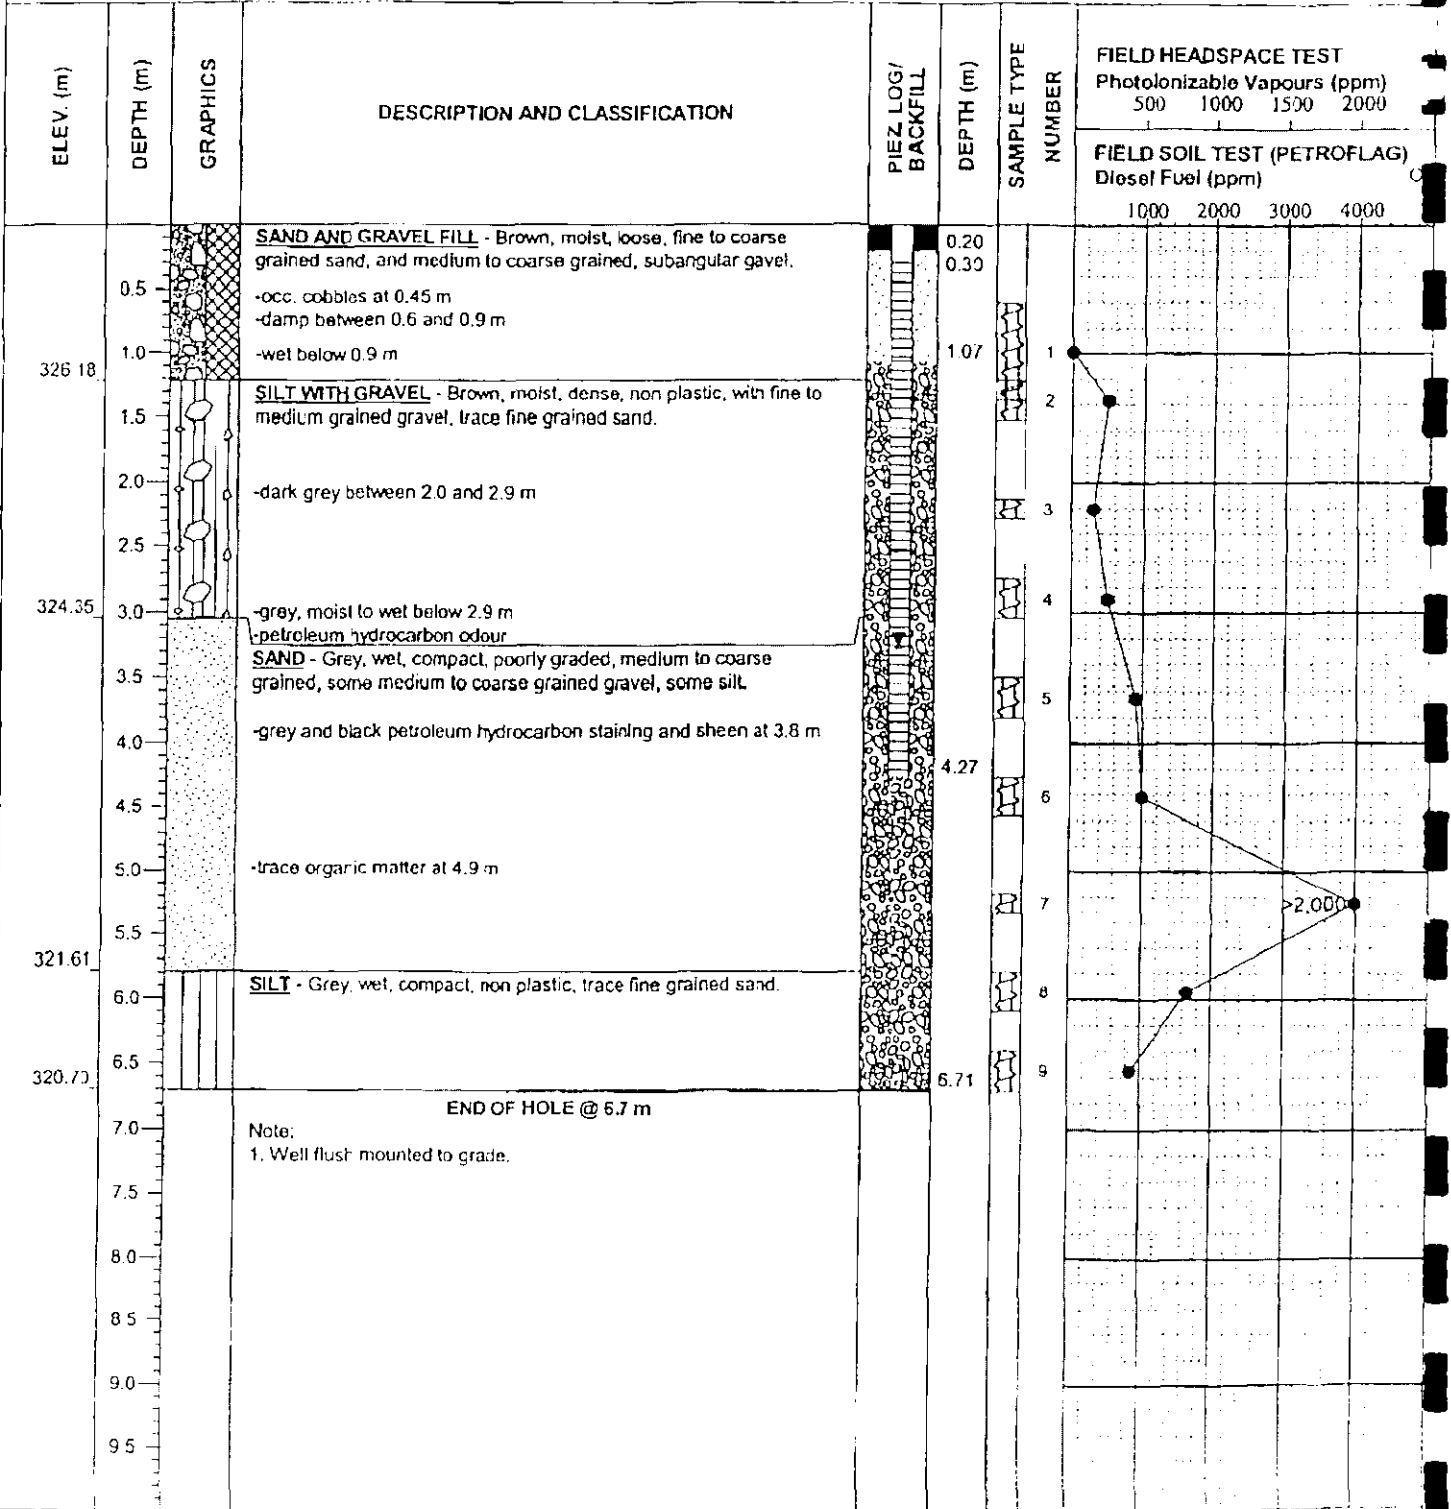 ELEV. (m)
DEPTH (m)
GRAPHICS
DESCRIPTION AND CLASSIFICATION
PIEZ LOG/
BACKFILL
DEPTH (m)
SAMPLE TYPE
NUMBER
FIELD HEADSPACE TEST
PhotoIonizable Vapours (ppm)
500 1000 1500 2000
FIELD SOIL TEST (PETROFLAG)
Diesel Fuel (ppm)
1000 2000 3000 4000
SAND AND GRAVEL FILL - Brown, moist, loose, fine to coarse
grained sand, and medium to coarse grained, subangular gavel.
0.20
0.30
0.5
-occ. cobbles at 0.45 m
-damp between 0.6 and 0.9 m
1.0
-wet below 0.9 m
1.07
1
326 18
SILT WITH GRAVEL - Brown, moist, dense, non plastic, with fine to
medium grained gravel, trace fine grained sand.
1.5
2
2.0
-dark grey between 2.0 and 2.9 m
3
2.5
324.35
3.0
-grey, moist to wet below 2.9 m
-petroleum hydrocarbon odour
4
SAND - Grey, wet, compact, poorly graded, medium to coarse
grained, some medium to coarse grained gravel, some silt.
3.5
5
-grey and black petroleum hydrocarbon staining and sheen at 3.8 m
4.0
4.27
4.5
6
5.0
-trace organic matter at 4.9 m
7
>2,000
5.5
321.61
SILT - Grey, wet, compact, non plastic, trace fine grained sand.
6.0
8
6.5
320.70
6.71
9
END OF HOLE @ 6.7 m
7.0
Note:
1. Well flush mounted to grade.
7.5
8.0
8 5
9.0
9 5